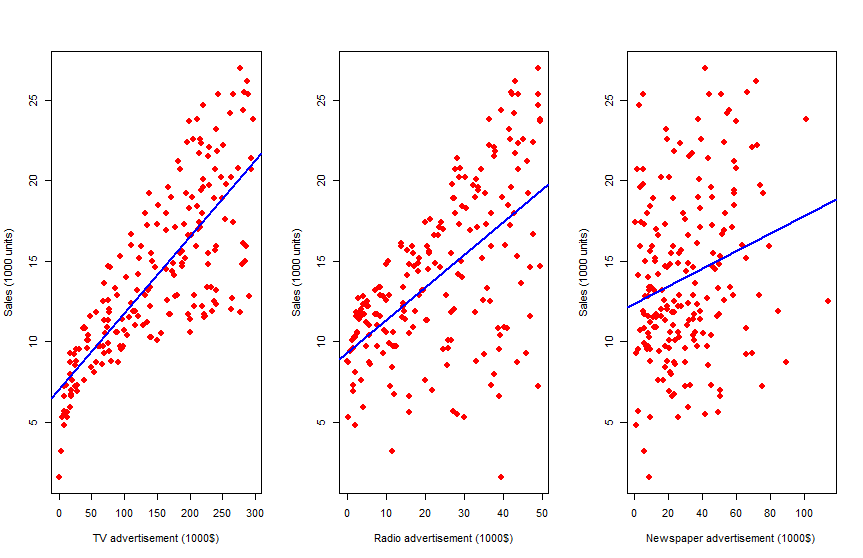 Sales (1000 units)
5 10 15 20 25
0 50 100 150 200 250 300
TV advertisement (1000$)
Sales (1000 units)
5 10 15 20 25
0 10 20 30 40 50
Radio advertisement (1000$)
Sales (1000 units)
5 10 15 20 25
0 20 40 60 80 100
Newspaper advertisement (1000$)